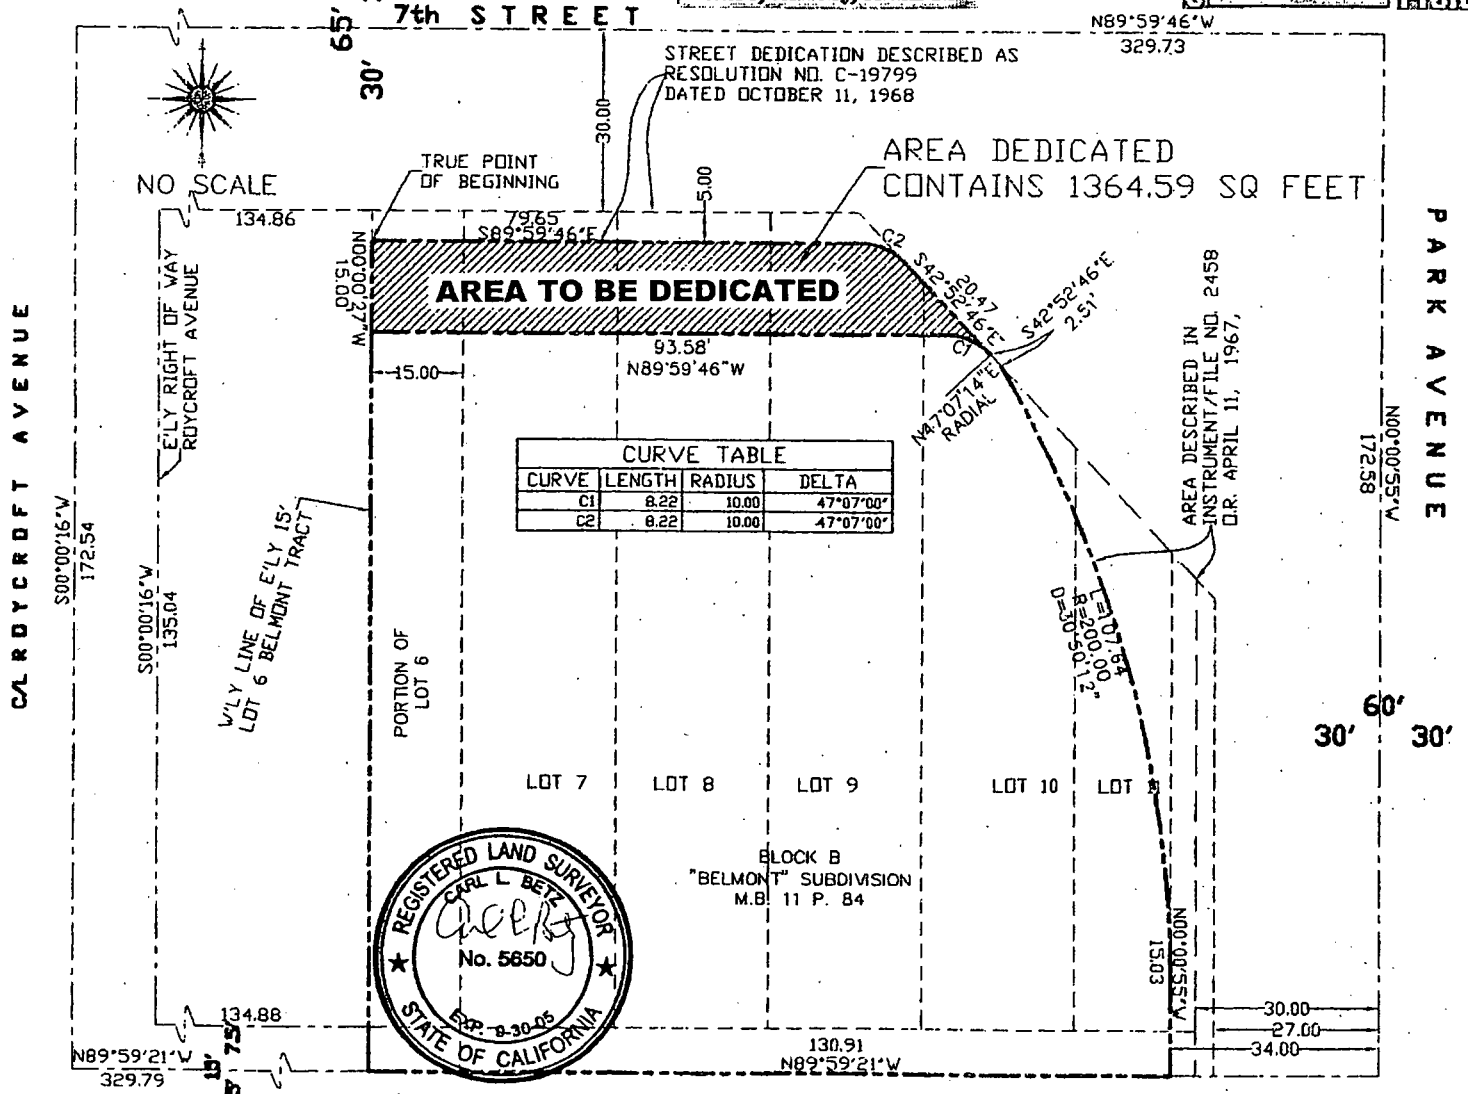 7th STREET
65'
30'
N89°59'46"W
329.73
STREET DEDICATION DESCRIBED AS
RESOLUTION NO. C-19799
DATED OCTOBER 11, 1968
30.00
5.00
AREA DEDICATED
CONTAINS 1364.59 SQ FEET
TRUE POINT
OF BEGINNING
NO SCALE
134.86
79.65
S89°59'46"E
C2
S42°52'46"E
20.47
S42°52'46"E
2.51'
N00°00'27"W
15.00'
AREA TO BE DEDICATED
C1
93.58'
N89°59'46"W
15.00
N47°07'14"E
RADIAL
E'LY RIGHT OF WAY
ROYCROFT AVENUE
AREA DESCRIBED IN
INSTRUMENT/FILE NO. 2458
O.R. APRIL 11, 1967,
PARK AVENUE
N00°00'55"W
172.58
C/L ROYCROFT AVENUE
S00°00'16"W
172.54
S00°00'16"W
135.04
W'LY LINE OF E'LY 15'
LOT 6 BELMONT TRACT
CURVE TABLE
CURVE LENGTH RADIUS DELTA
C1 8.22 10.00 47°07'00"
C2 8.22 10.00 47°07'00"
L=107.64
R=200.00
D=30°50'12"
PORTION OF
LOT 6
LOT 7
LOT 8
LOT 9
LOT 10
LOT
60'
30'
30'
BLOCK B
"BELMONT" SUBDIVISION
M.B. 11 P. 84
REGISTERED LAND SURVEYOR
CARL L. BETZ
No. 5650
EXP. 9-30-05
STATE OF CALIFORNIA
N00°00'55"W
15.03
30.00
27.00
34.00
134.88
N89°59'21"W
329.79
75'
130.91
N89°59'21"W